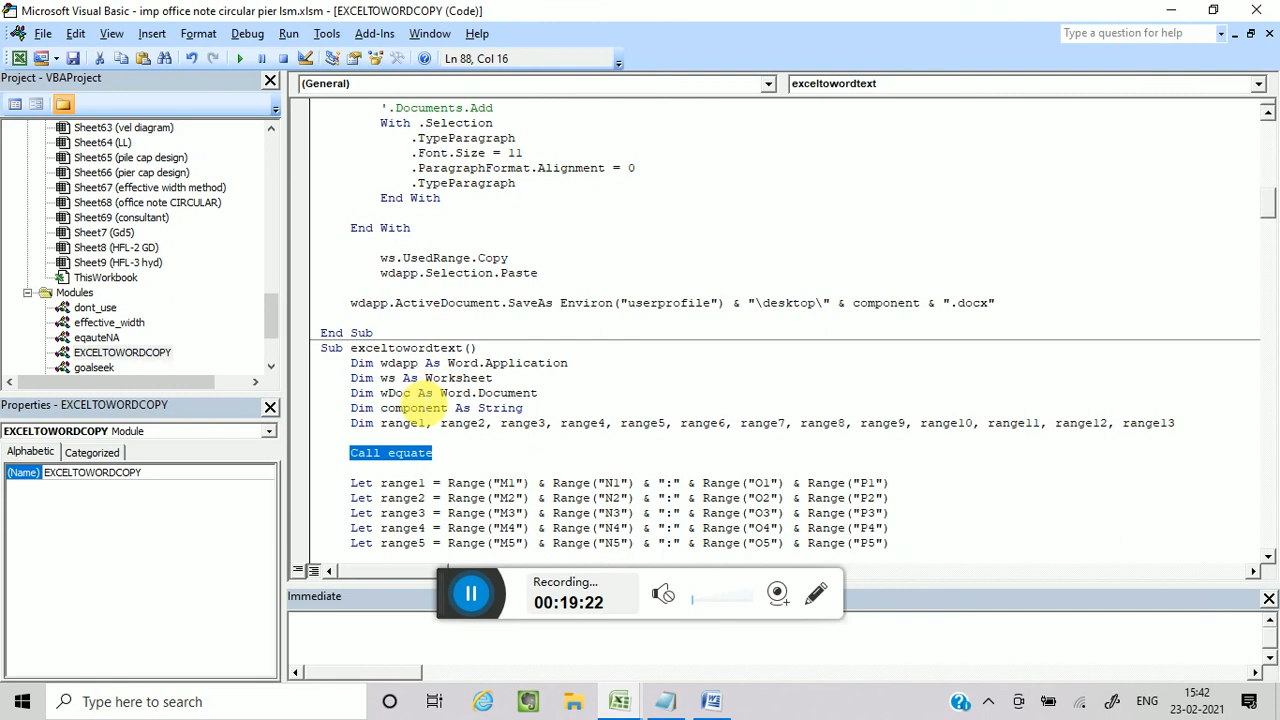 Microsoft Visual Basic - imp office note circular pier lsm.xlsm - [EXCELTOWORDCOPY (Code)]
File Edit View Insert Format Debug Run Tools Add-Ins Window Help
Type a question for help
Ln 88, Col 16
Project - VBAProject
(General)
exceltowordtext
Sheet63 (vel diagram)
Sheet64 (LL)
Sheet65 (pile cap design)
Sheet66 (pier cap design)
Sheet67 (effective width method)
Sheet68 (office note CIRCULAR)
Sheet69 (consultant)
Sheet7 (Gd5)
Sheet8 (HFL-2 GD)
Sheet9 (HFL-3 hyd)
ThisWorkbook
Modules
dont_use
effective_width
eqauteNA
EXCELTOWORDCOPY
goalseek
Properties - EXCELTOWORDCOPY
EXCELTOWORDCOPY Module
Alphabetic Categorized
(Name) EXCELTOWORDCOPY
'.Documents.Add
With .Selection
.TypeParagraph
.Font.Size = 11
.ParagraphFormat.Alignment = 0
.TypeParagraph
End With
End With
ws.UsedRange.Copy
wdapp.Selection.Paste
wdapp.ActiveDocument.SaveAs Environ("userprofile") & "\desktop\" & component & ".docx"
End Sub
Sub exceltowordtext()
Dim wdapp As Word.Application
Dim ws As Worksheet
Dim wDoc As Word.Document
Dim component As String
Dim range1, range2, range3, range4, range5, range6, range7, range8, range9, range10, range11, range12, range13
Call equate
Let range1 = Range("M1") & Range("N1") & ":" & Range("O1") & Range("P1")
Let range2 = Range("M2") & Range("N2") & ":" & Range("O2") & Range("P2")
Let range3 = Range("M3") & Range("N3") & ":" & Range("O3") & Range("P3")
Let range4 = Range("M4") & Range("N4") & ":" & Range("O4") & Range("P4")
Let range5 = Range("M5") & Range("N5") & ":" & Range("O5") & Range("P5")
Immediate
Recording...
00:19:22
Type here to search
ENG
15:42
23-02-2021